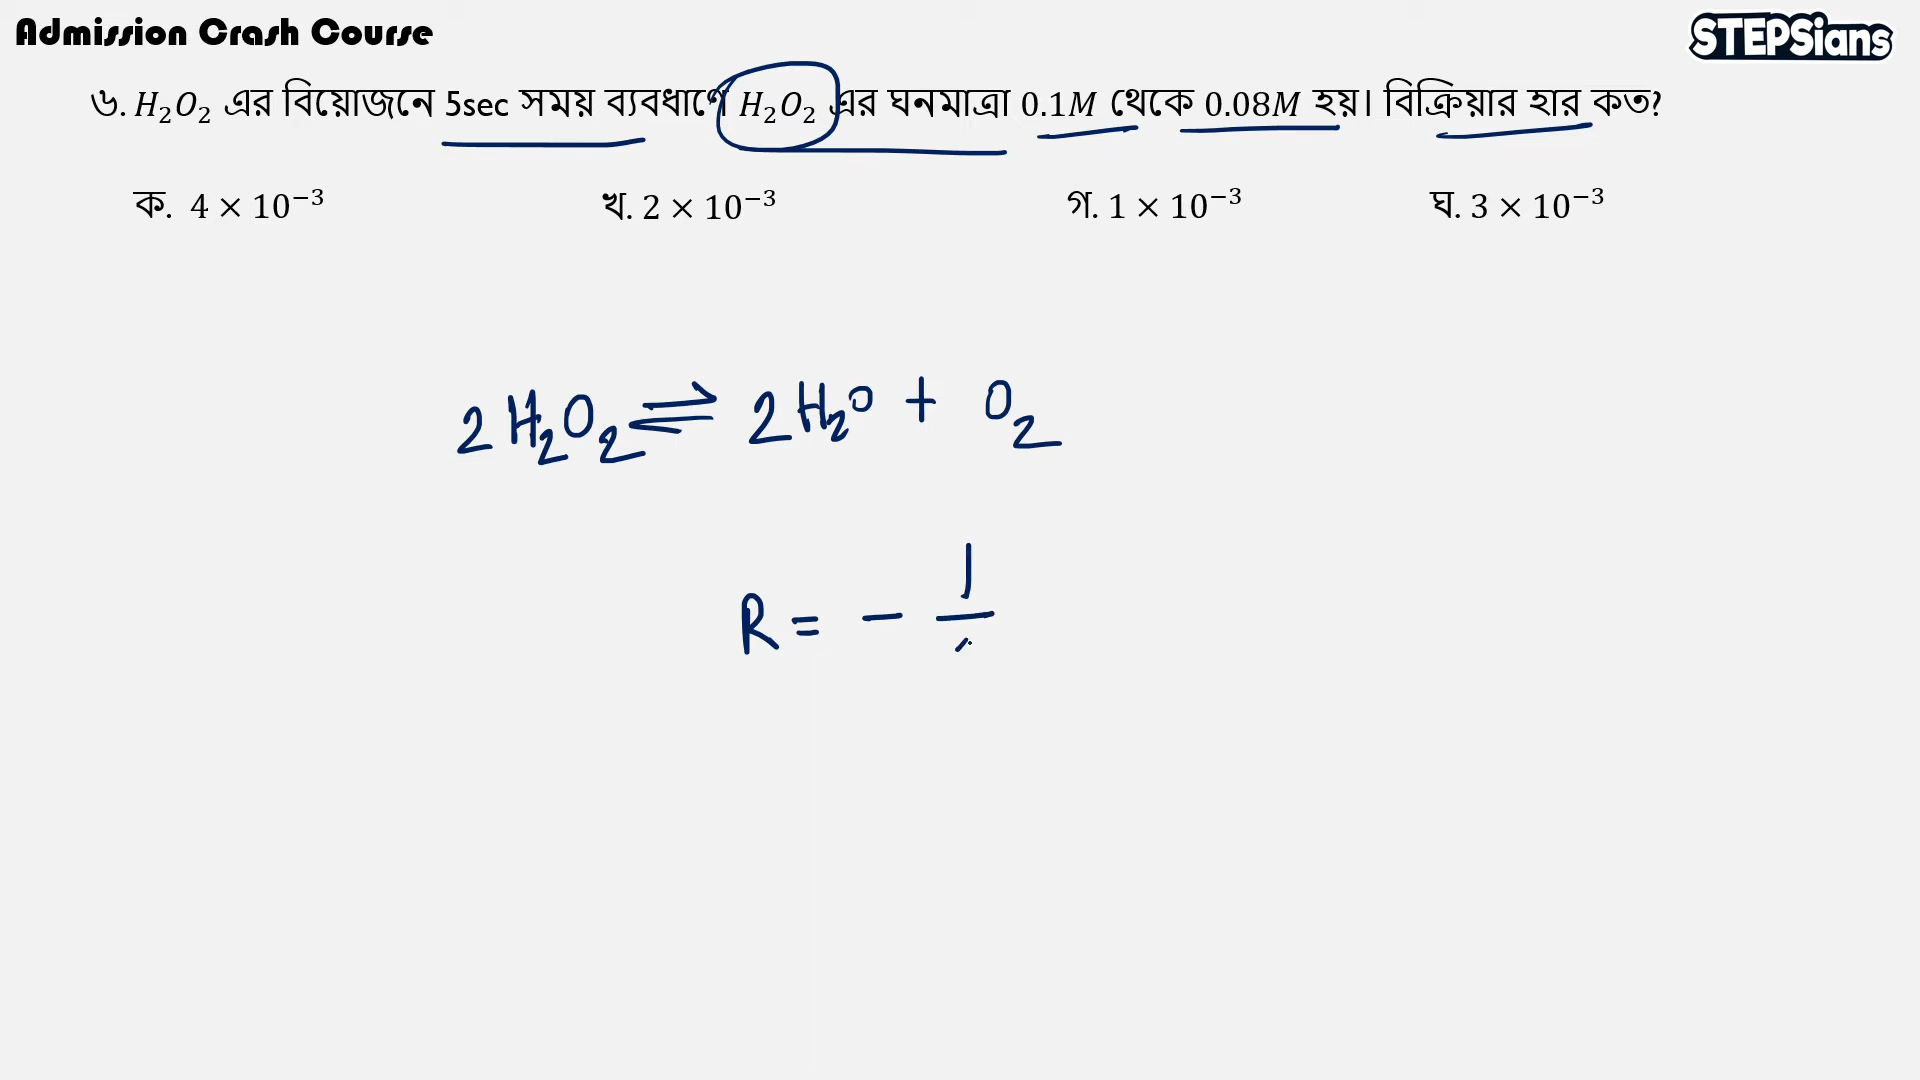 Admission Crash Course
STEPSians
৬. H₂O₂ এর বিয়োজনে 5sec সময় ব্যবধাণে H₂O₂ এর ঘনমাত্রা 0.1M থেকে 0.08M হয়। বিক্রিয়ার হার কত?
ক. 4 × 10⁻³ খ. 2 × 10⁻³ গ. 1 × 10⁻³ ঘ. 3 × 10⁻³
2H₂O₂ ⇌ 2H₂O + O₂
R = - 1/